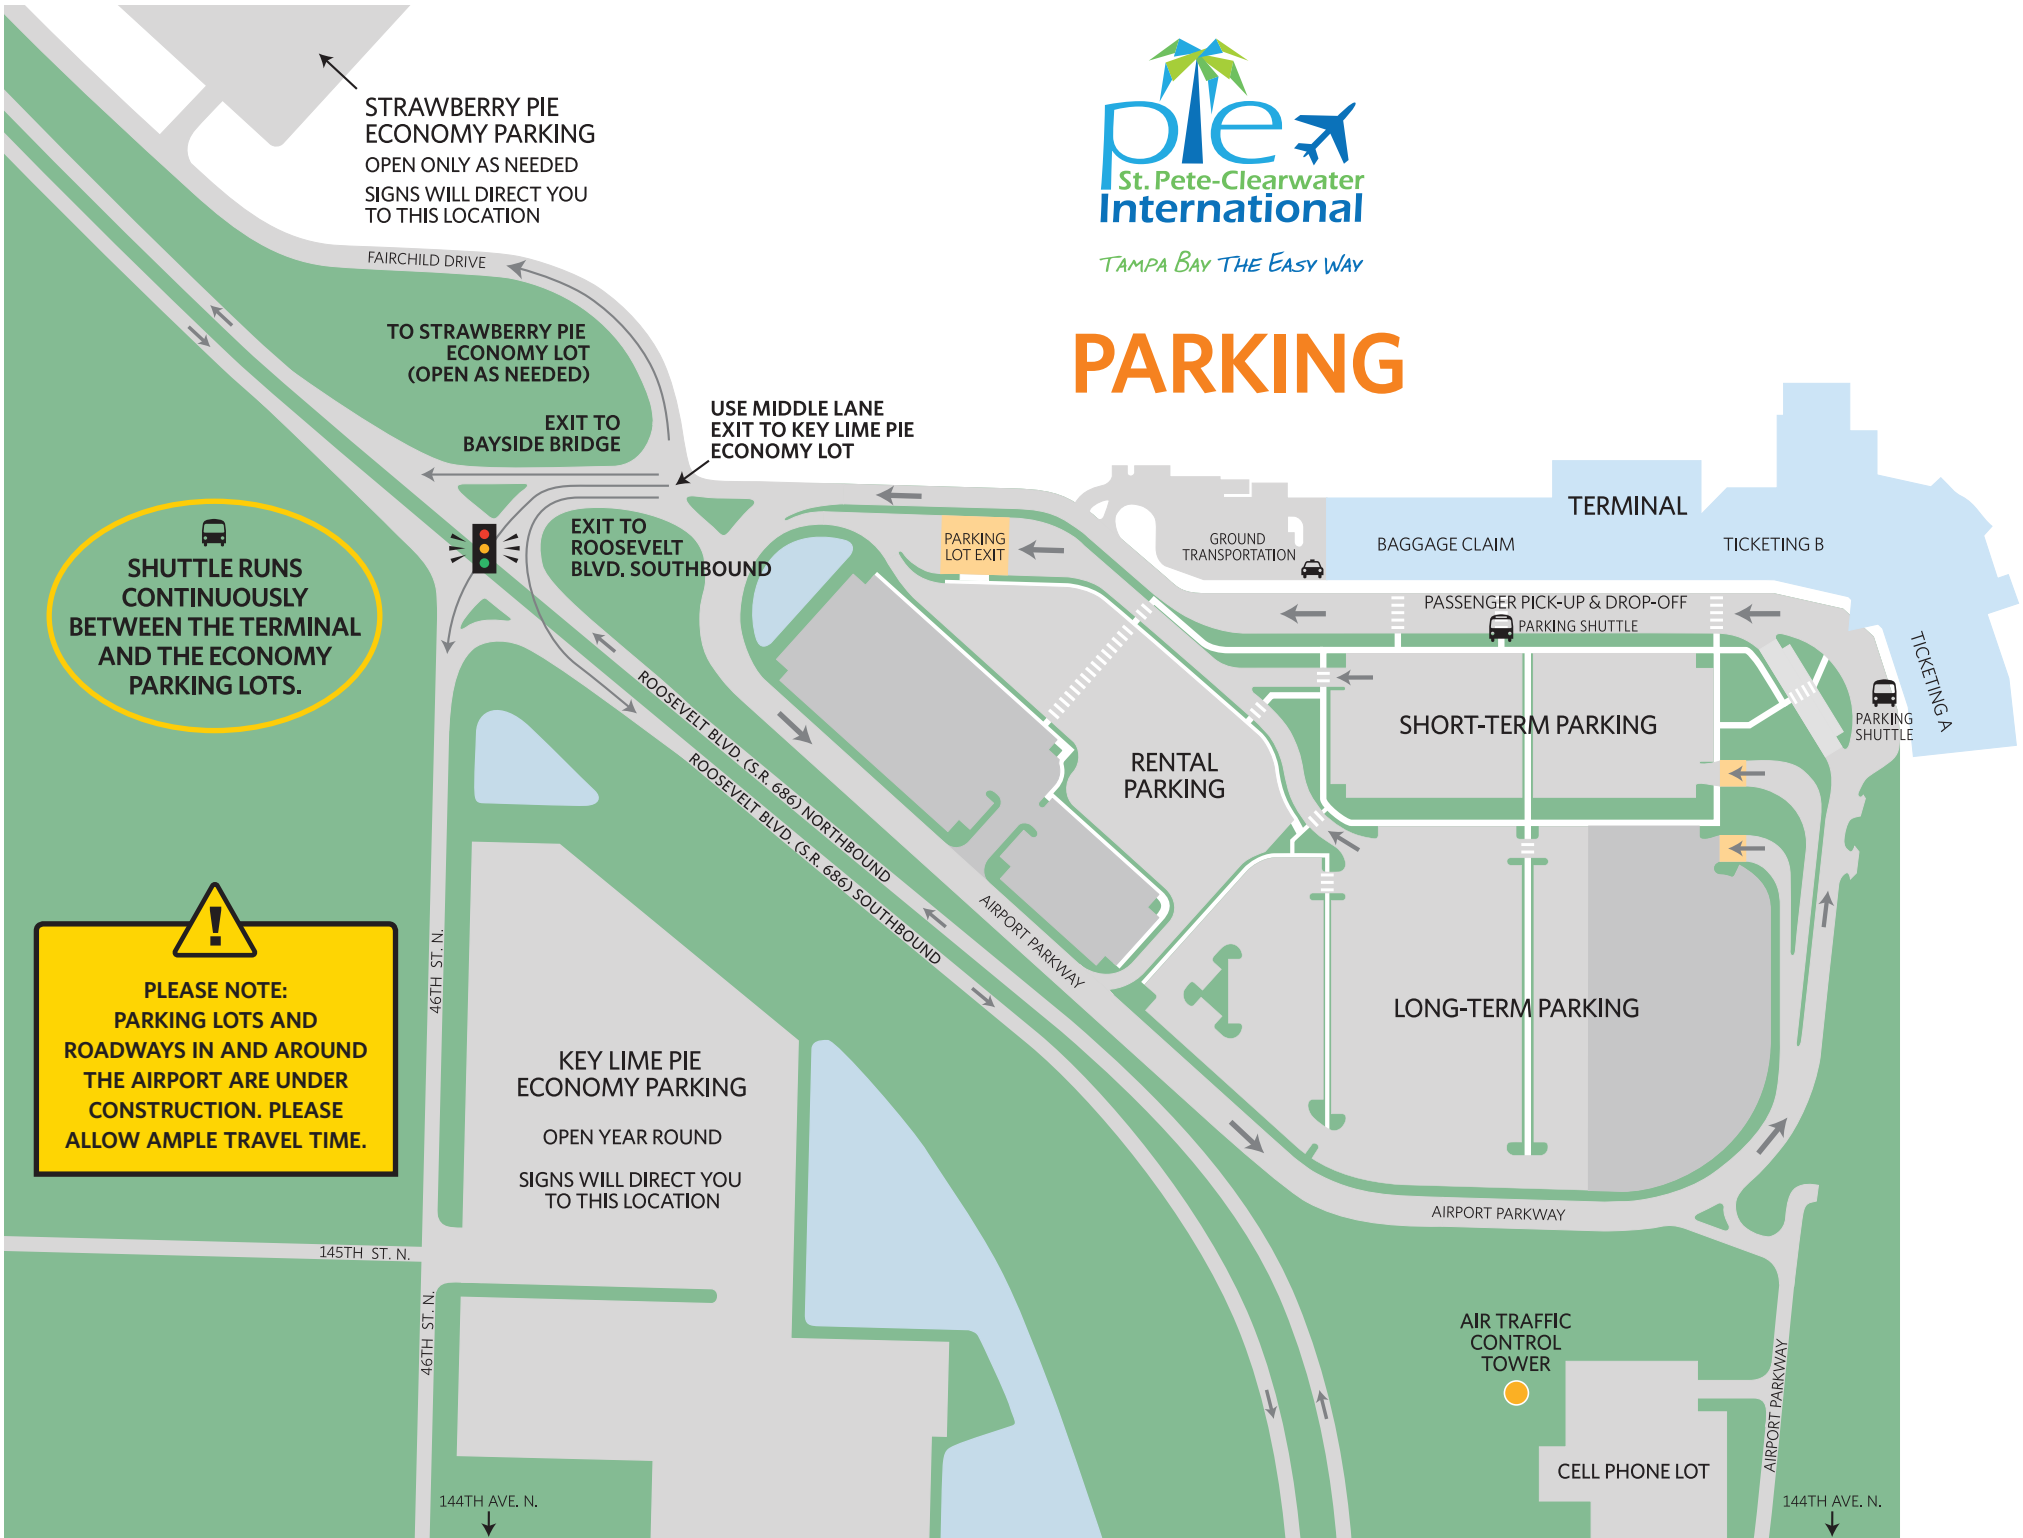 STRAWBERRY PIE
ECONOMY PARKING
OPEN ONLY AS NEEDED
SIGNS WILL DIRECT YOU
TO THIS LOCATION
pie
St. Pete-Clearwater
International
TAMPA BAY THE EASY WAY
PARKING
FAIRCHILD DRIVE
TO STRAWBERRY PIE
ECONOMY LOT
(OPEN AS NEEDED)
EXIT TO
BAYSIDE BRIDGE
USE MIDDLE LANE
EXIT TO KEY LIME PIE
ECONOMY LOT
EXIT TO
ROOSEVELT
BLVD. SOUTHBOUND
SHUTTLE RUNS
CONTINUOUSLY
BETWEEN THE TERMINAL
AND THE ECONOMY
PARKING LOTS.
PARKING
LOT EXIT
GROUND
TRANSPORTATION
TERMINAL
BAGGAGE CLAIM
TICKETING B
PASSENGER PICK-UP & DROP-OFF
PARKING SHUTTLE
TICKETING A
PARKING
SHUTTLE
SHORT-TERM PARKING
RENTAL
PARKING
ROOSEVELT BLVD. (S.R. 686) NORTHBOUND
ROOSEVELT BLVD. (S.R. 686) SOUTHBOUND
AIRPORT PARKWAY
LONG-TERM PARKING
46TH ST. N.
!
PLEASE NOTE:
PARKING LOTS AND
ROADWAYS IN AND AROUND
THE AIRPORT ARE UNDER
CONSTRUCTION. PLEASE
ALLOW AMPLE TRAVEL TIME.
KEY LIME PIE
ECONOMY PARKING
OPEN YEAR ROUND
SIGNS WILL DIRECT YOU
TO THIS LOCATION
AIRPORT PARKWAY
145TH ST. N.
46TH ST. N.
AIR TRAFFIC
CONTROL
TOWER
AIRPORT PARKWAY
CELL PHONE LOT
144TH AVE. N.
144TH AVE. N.